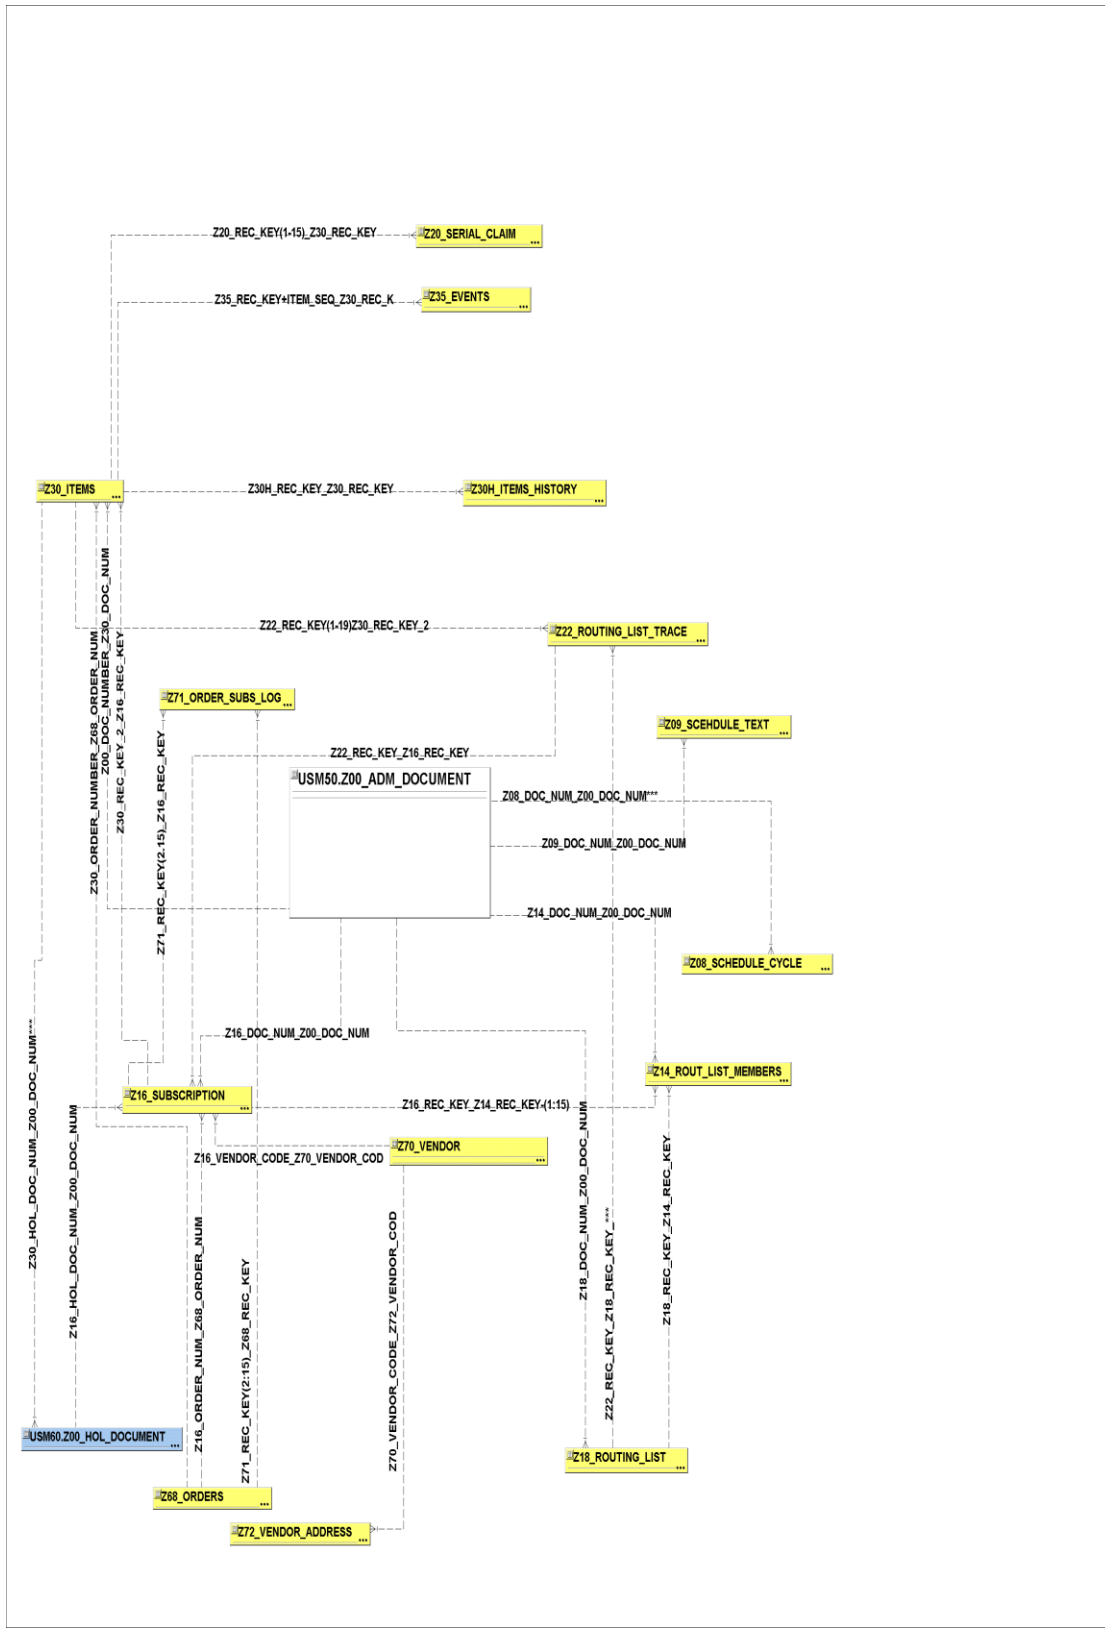 Z20_REC_KEY(1-15)_Z30_REC_KEY
Z20_SERIAL_CLAIM
...
Z35_REC_KEY+ITEM_SEQ_Z30_REC_K
Z35_EVENTS
...
Z30_ITEMS
...
Z30H_REC_KEY_Z30_REC_KEY
Z30H_ITEMS_HISTORY
...
Z30_ORDER_NUMBER_Z68_ORDER_NUM
Z00_DOC_NUMBER_Z30_DOC_NUM
Z30_REC_KEY_2_Z16_REC_KEY
Z22_REC_KEY(1-19)Z30_REC_KEY_2
Z22_ROUTING_LIST_TRACE
...
Z71_ORDER_SUBS_LOG
...
Z71_REC_KEY(2.15)_Z16_REC_KEY
Z09_SCEHDULE_TEXT
...
Z22_REC_KEY_Z16_REC_KEY
USM50.Z00_ADM_DOCUMENT
Z08_DOC_NUM_Z00_DOC_NUM***
Z09_DOC_NUM_Z00_DOC_NUM
Z14_DOC_NUM_Z00_DOC_NUM
Z08_SCHEDULE_CYCLE
...
Z16_DOC_NUM_Z00_DOC_NUM
Z30_HOL_DOC_NUM_Z00_DOC_NUM***
Z16_HOL_DOC_NUM_Z00_DOC_NUM
Z14_ROUT_LIST_MEMBERS
...
Z16_SUBSCRIPTION
...
Z16_REC_KEY_Z14_REC_KEY-(1:15)
Z70_VENDOR
...
Z16_VENDOR_CODE_Z70_VENDOR_COD
Z16_ORDER_NUM_Z68_ORDER_NUM
Z71_REC_KEY(2:15)_Z68_REC_KEY
Z70_VENDOR_CODE_Z72_VENDOR_COD
Z18_DOC_NUM_Z00_DOC_NUM
Z22_REC_KEY_Z18_REC_KEY_***
Z18_REC_KEY_Z14_REC_KEY
USM60.Z00_HOL_DOCUMENT
...
Z18_ROUTING_LIST
...
Z68_ORDERS
...
Z72_VENDOR_ADDRESS
...